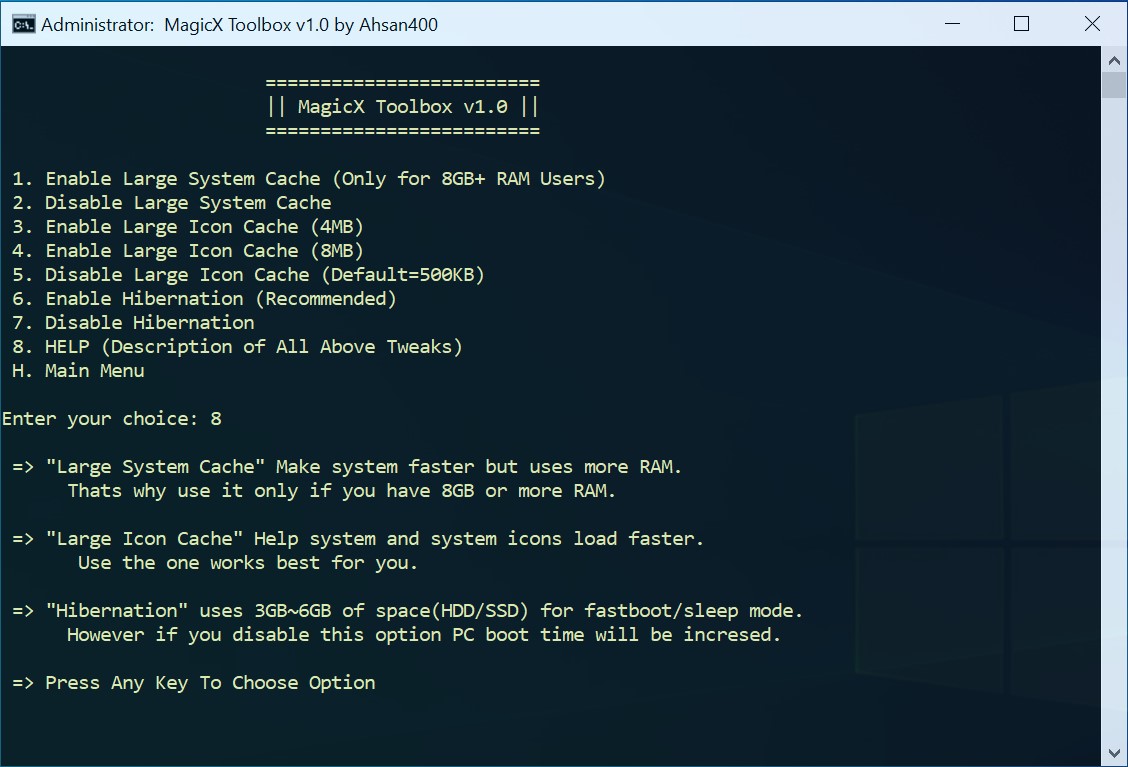 Administrator:  MagicX Toolbox v1.0 by Ahsan400
=========================
|| MagicX Toolbox v1.0 ||
=========================
1. Enable Large System Cache (Only for 8GB+ RAM Users)
2. Disable Large System Cache
3. Enable Large Icon Cache (4MB)
4. Enable Large Icon Cache (8MB)
5. Disable Large Icon Cache (Default=500KB)
6. Enable Hibernation (Recommended)
7. Disable Hibernation
8. HELP (Description of All Above Tweaks)
H. Main Menu
Enter your choice: 8
=> "Large System Cache" Make system faster but uses more RAM.
Thats why use it only if you have 8GB or more RAM.
=> "Large Icon Cache" Help system and system icons load faster.
Use the one works best for you.
=> "Hibernation" uses 3GB~6GB of space(HDD/SSD) for fastboot/sleep mode.
However if you disable this option PC boot time will be incresed.
=> Press Any Key To Choose Option